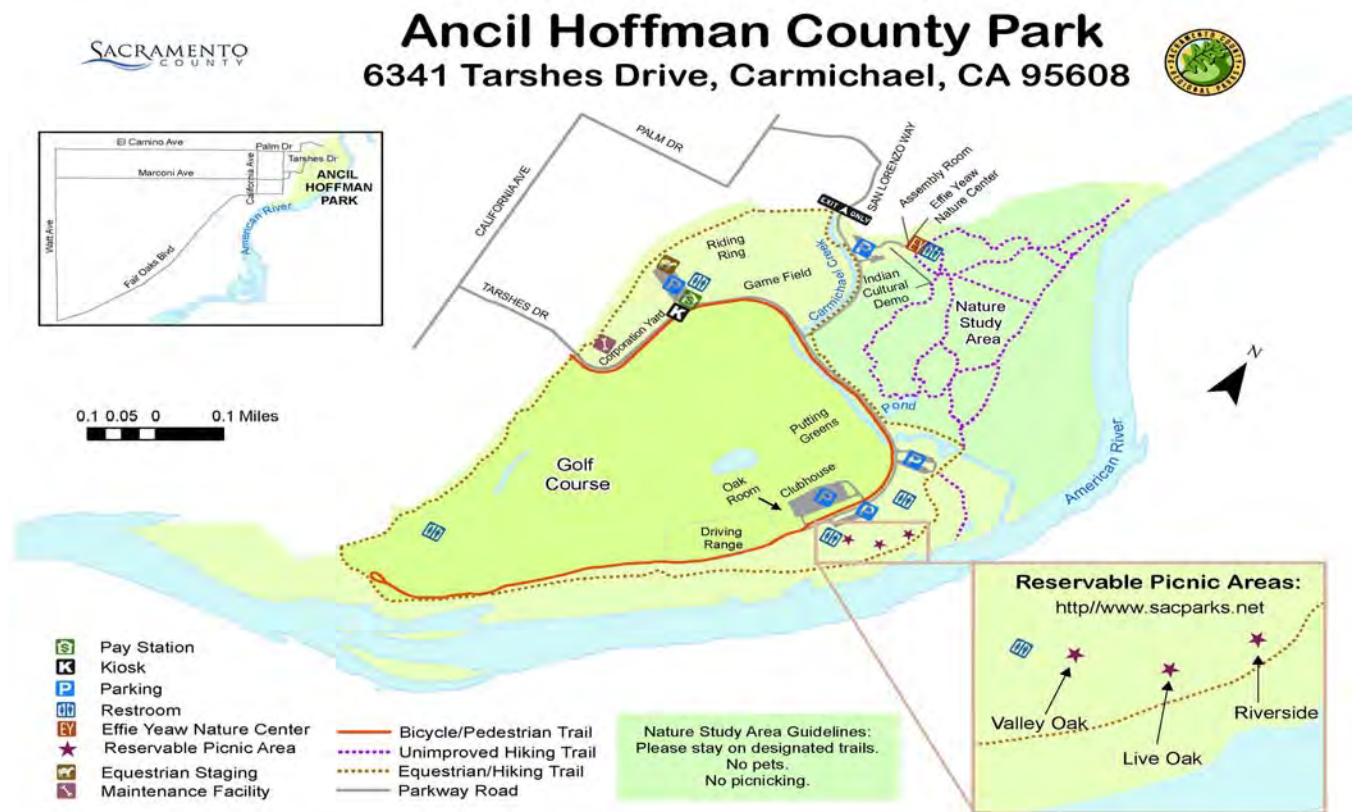 SACRAMENTO
COUNTY
Ancil Hoffman County Park
6341 Tarshes Drive, Carmichael, CA 95608
SACRAMENTO COUNTY
REGIONAL PARKS
El Camino Ave
Palm Dr
Tarshes Dr
Marconi Ave
California Ave
ANCIL
HOFFMAN
PARK
American River
Watt Ave
Fair Oaks Blvd
0.1 0.05 0 0.1 Miles
PALM DR
CALIFORNIA AVE
SAN LORENZO WAY
EXIT ONLY
Assembly Room
Effie Yeaw
Nature Center
EY
P
Riding
Ring
Game Field
Carmichael Creek
Indian
Cultural
Demo
Nature
Study
Area
TARSHES DR
P
S
K
Corporation Yard
Pond
Putting
Greens
P
Golf
Course
Oak
Room
Clubhouse
P
P
Driving
Range
American River
N
Reservable Picnic Areas:
http//www.sacparks.net
Valley Oak
Live Oak
Riverside
S Pay Station
K Kiosk
P Parking
Restroom
EY Effie Yeaw Nature Center
Reservable Picnic Area
Equestrian Staging
Maintenance Facility
Bicycle/Pedestrian Trail
Unimproved Hiking Trail
Equestrian/Hiking Trail
Parkway Road
Nature Study Area Guidelines:
Please stay on designated trails.
No pets.
No picnicking.